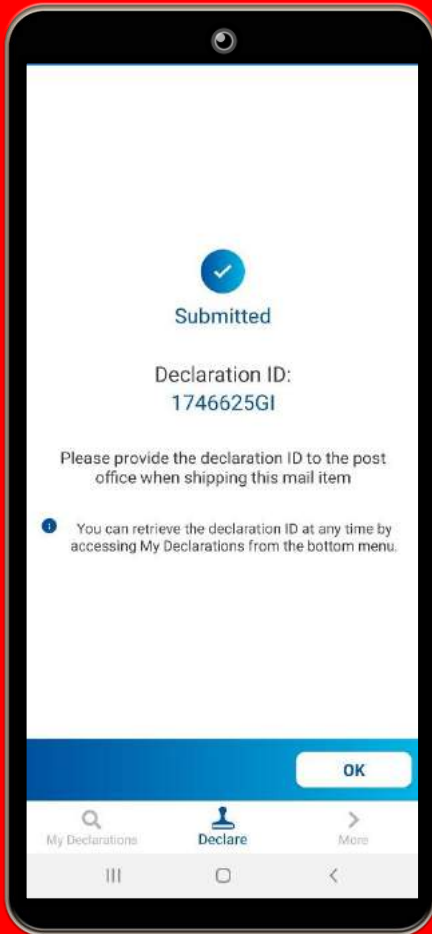 Submitted
Declaration ID:
1746625GI
Please provide the declaration ID to the post
office when shipping this mail item
You can retrieve the declaration ID at any time by
accessing My Declarations from the bottom menu.
OK
My Declarations
Declare
More